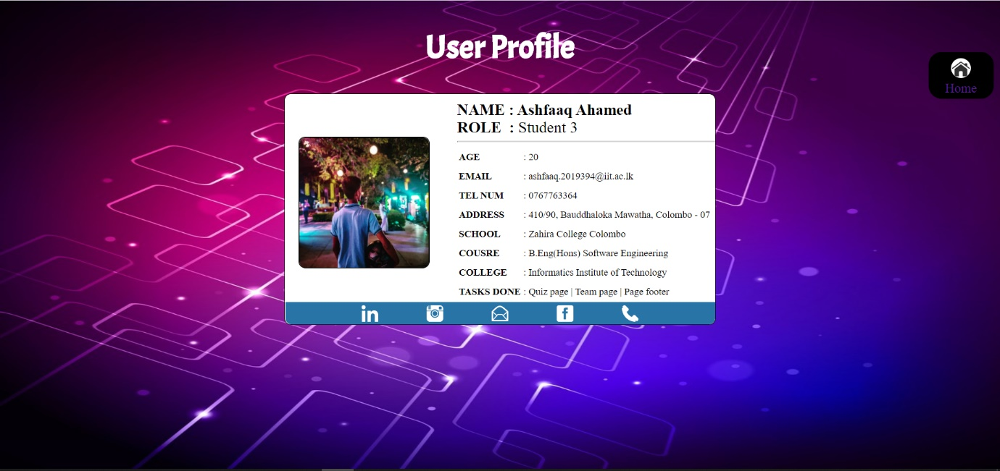 User Profile
Home
NAME : Ashfaaq Ahamed
ROLE : Student 3
AGE : 20
EMAIL : ashfaaq.2019394@iit.ac.lk
TEL NUM : 0767763364
ADDRESS : 410/90, Bauddhaloka Mawatha, Colombo - 07
SCHOOL : Zahira College Colombo
COUSRE : B.Eng(Hons) Software Engineering
COLLEGE : Informatics Institute of Technology
TASKS DONE : Quiz page | Team page | Page footer